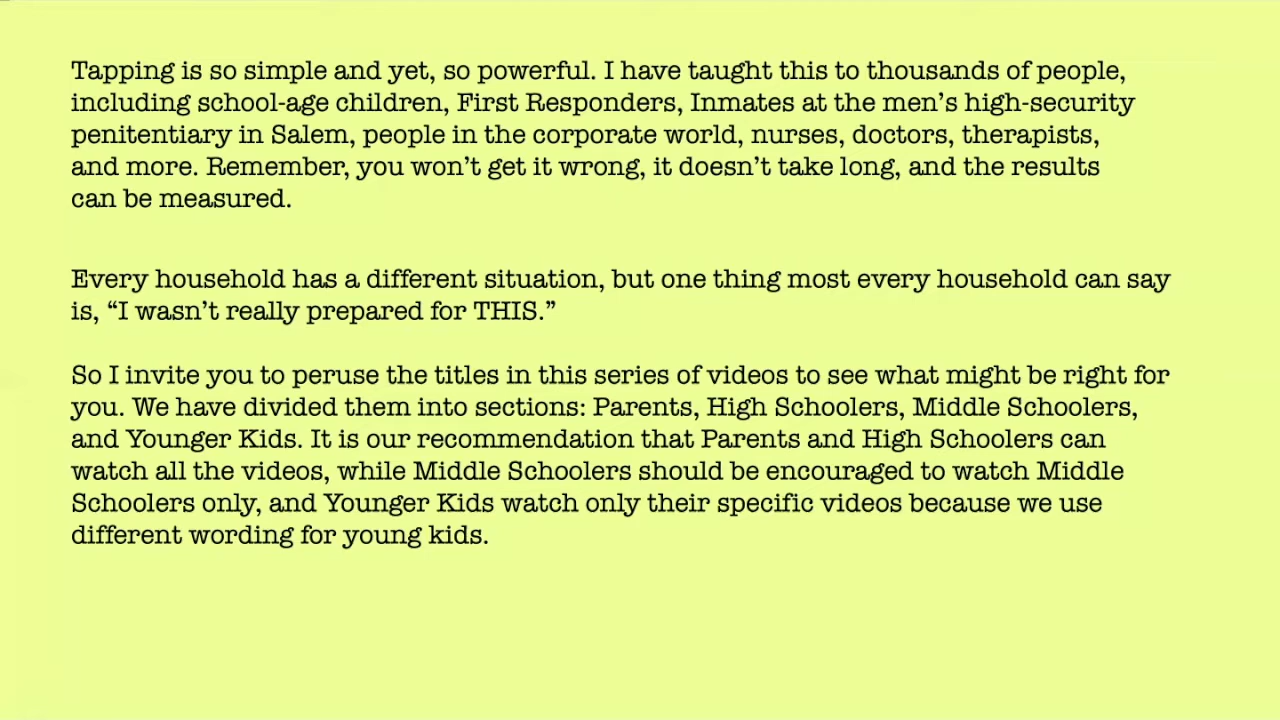 Tapping is so simple and yet, so powerful. I have taught this to thousands of people,
including school-age children, First Responders, Inmates at the men’s high-security
penitentiary in Salem, people in the corporate world, nurses, doctors, therapists,
and more. Remember, you won’t get it wrong, it doesn’t take long, and the results
can be measured.
Every household has a different situation, but one thing most every household can say
is, “I wasn’t really prepared for THIS.”
So I invite you to peruse the titles in this series of videos to see what might be right for
you. We have divided them into sections: Parents, High Schoolers, Middle Schoolers,
and Younger Kids. It is our recommendation that Parents and High Schoolers can
watch all the videos, while Middle Schoolers should be encouraged to watch Middle
Schoolers only, and Younger Kids watch only their specific videos because we use
different wording for young kids.